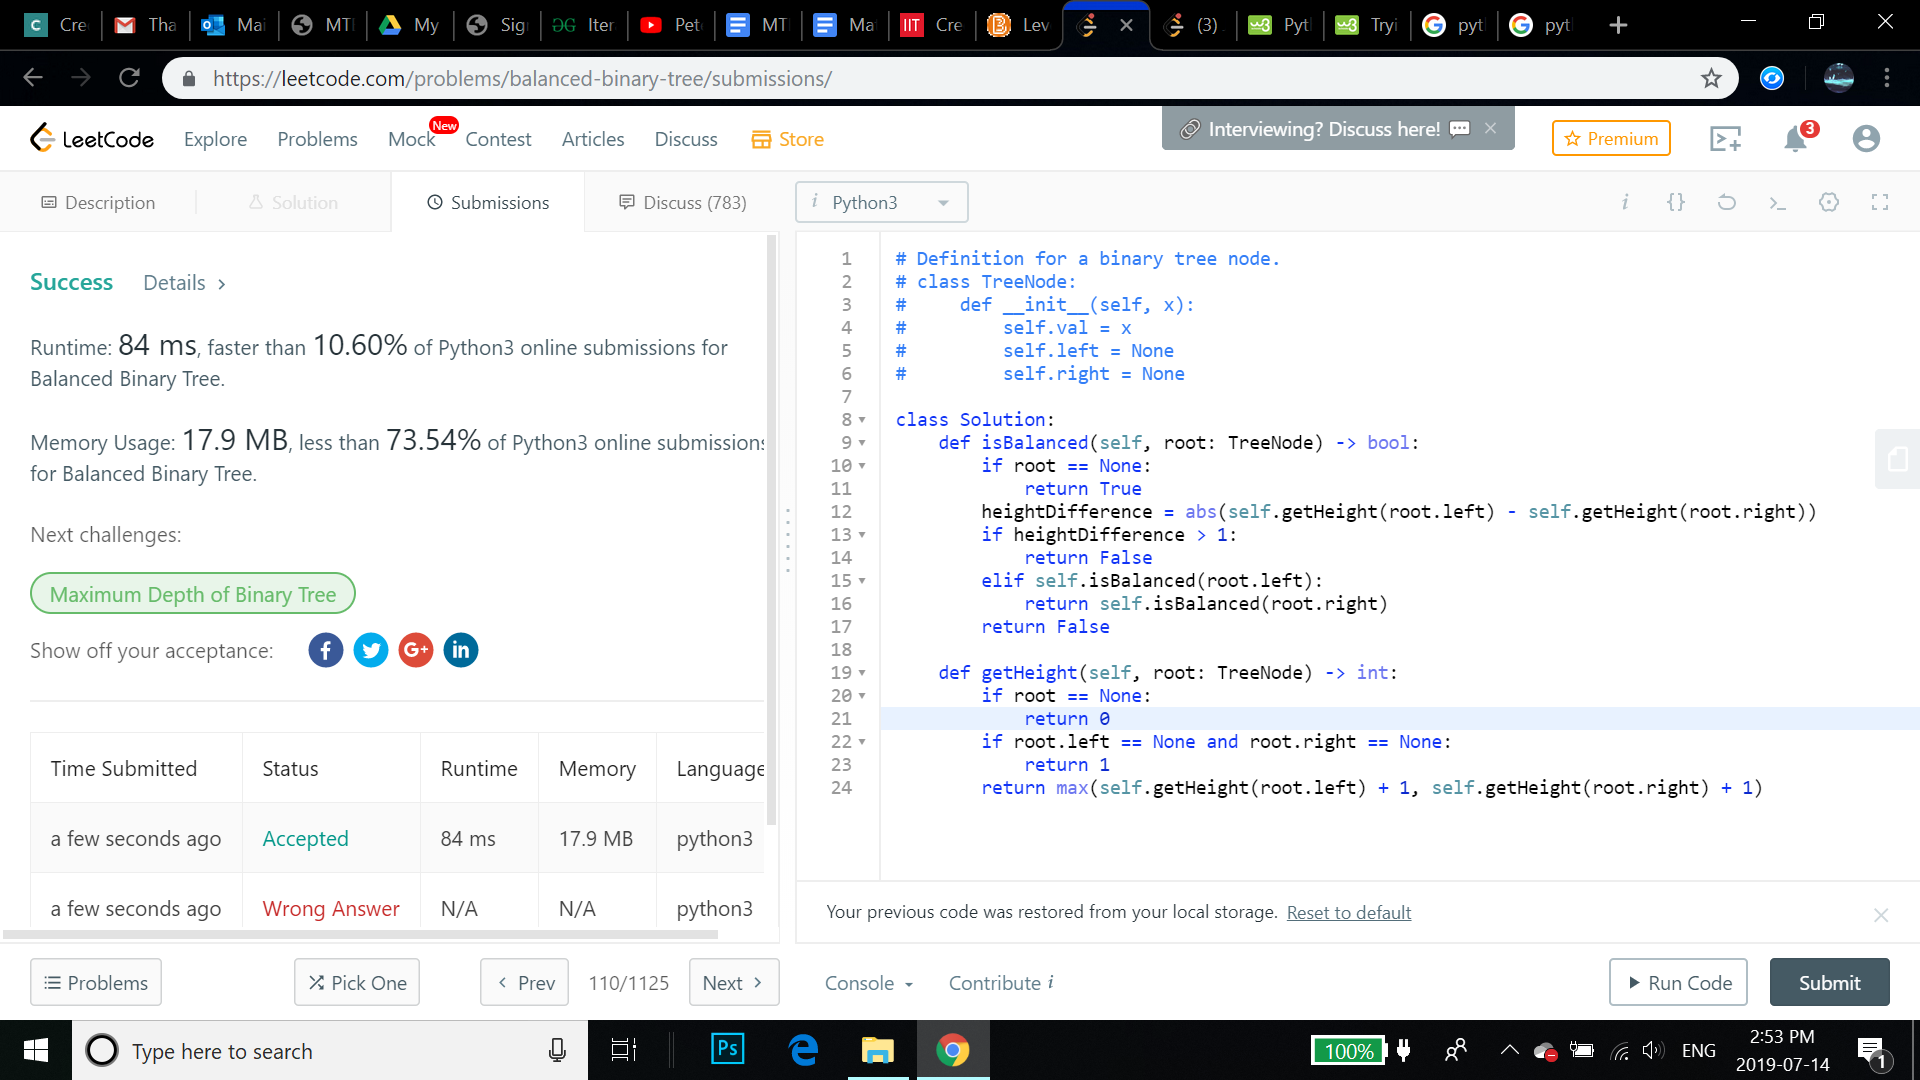 Cre
Tha
Mai
MTI
My
Sig
Iter
Pet
MT
Ma
Cre
Lev
(3)
Pyt
Tryi
pyt
pyt
https://leetcode.com/problems/balanced-binary-tree/submissions/
LeetCode
Explore
Problems
Mock
New
Contest
Articles
Discuss
Store
Interviewing? Discuss here!
Premium
3
Description
Solution
Submissions
Discuss (783)
i Python3
Success
Details >
Runtime: 84 ms, faster than 10.60% of Python3 online submissions for
Balanced Binary Tree.
Memory Usage: 17.9 MB, less than 73.54% of Python3 online submissions
for Balanced Binary Tree.
Next challenges:
Maximum Depth of Binary Tree
Show off your acceptance:
Time Submitted Status Runtime Memory Language
a few seconds ago Accepted 84 ms 17.9 MB python3
a few seconds ago Wrong Answer N/A N/A python3
1 # Definition for a binary tree node.
2 # class TreeNode:
3 #     def __init__(self, x):
4 #         self.val = x
5 #         self.left = None
6 #         self.right = None
7
8 class Solution:
9     def isBalanced(self, root: TreeNode) -> bool:
10         if root == None:
11             return True
12         heightDifference = abs(self.getHeight(root.left) - self.getHeight(root.right))
13         if heightDifference > 1:
14             return False
15         elif self.isBalanced(root.left):
16             return self.isBalanced(root.right)
17         return False
18
19     def getHeight(self, root: TreeNode) -> int:
20         if root == None:
21             return 0
22         if root.left == None and root.right == None:
23             return 1
24         return max(self.getHeight(root.left) + 1, self.getHeight(root.right) + 1)
Your previous code was restored from your local storage. Reset to default
Problems
Pick One
< Prev
110/1125
Next >
Console
Contribute i
Run Code
Submit
Type here to search
Ps
100%
ENG
2:53 PM
2019-07-14
1